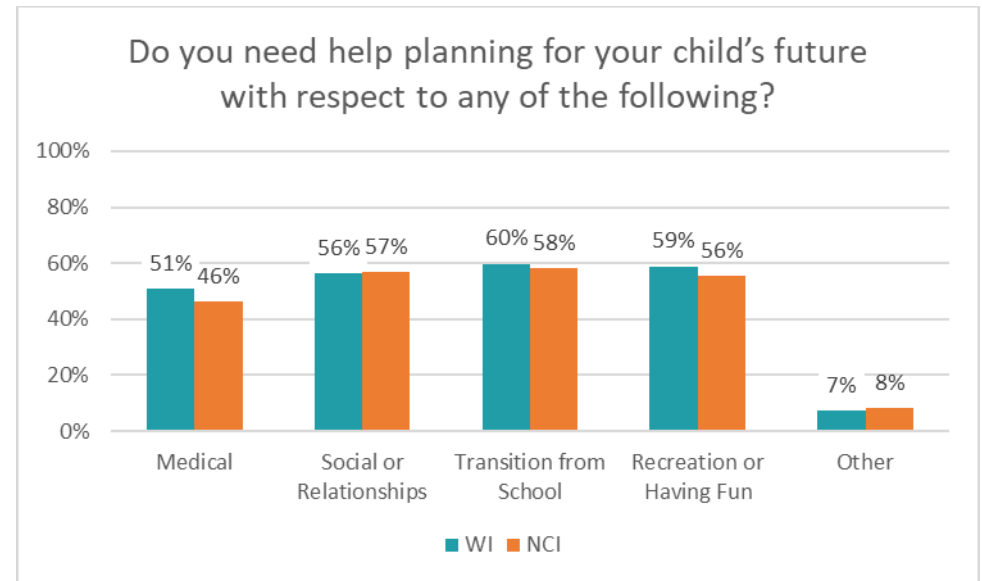 Do you need help planning for your child’s future
with respect to any of the following?
100%
80%
60%
40%
20%
0%
51%
46%
56%
57%
60%
58%
59%
56%
7%
8%
Medical
Social or
Relationships
Transition from
School
Recreation or
Having Fun
Other
WI
NCI